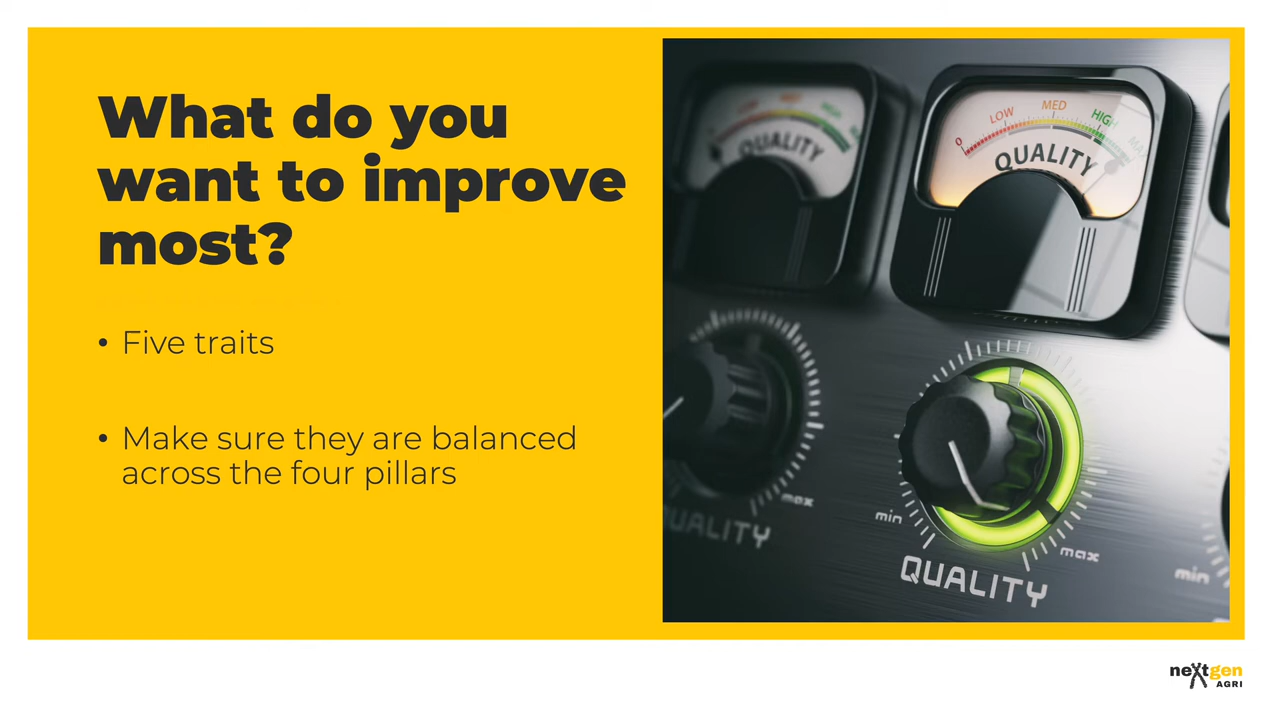 What do you
want to improve
most?
• Five traits
• Make sure they are balanced
across the four pillars
0 LOW MED HIGH
QUALITY
QUALITY
min
max
QUALITY
max
min
nextgen
AGRI